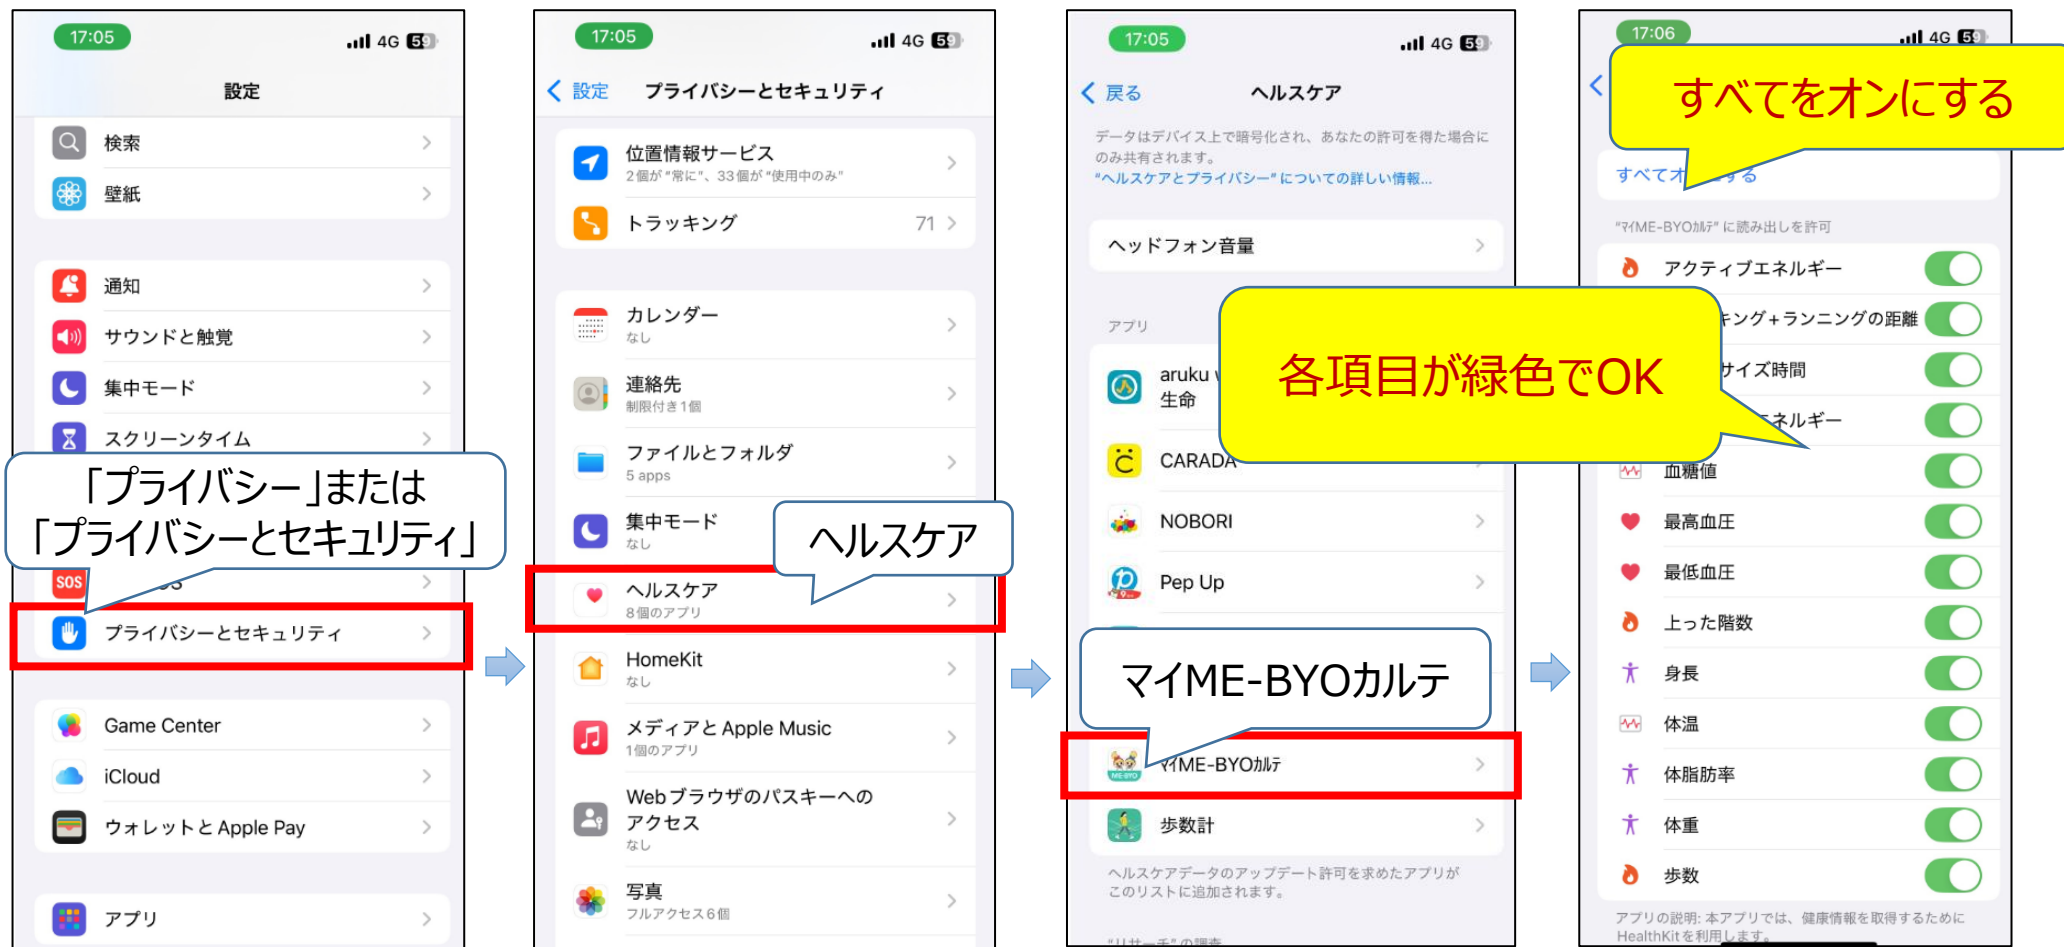 17:05
4G 59
設定
検索
壁紙
通知
サウンドと触覚
集中モード
スクリーンタイム
「プライバシー」または
「プライバシーとセキュリティ」
SOS
プライバシーとセキュリティ
Game Center
iCloud
ウォレットと Apple Pay
アプリ
17:05
4G 59
設定
プライバシーとセキュリティ
位置情報サービス
2個が“常に”、33個が“使用中のみ”
トラッキング
71
カレンダー
なし
連絡先
制限付き1個
ファイルとフォルダ
5 apps
集中モード
なし
ヘルスケア
ヘルスケア
8個のアプリ
HomeKit
なし
メディアと Apple Music
1個のアプリ
Webブラウザのパスキーへの
アクセス
なし
写真
フルアクセス6個
17:05
4G 59
戻る
ヘルスケア
データはデバイス上で暗号化され、あなたの許可を得た場合に
のみ共有されます。
“ヘルスケアとプライバシー”についての詳しい情報...
ヘッドフォン音量
アプリ
aruku
生命
各項目が緑色でOK
CARADA
NOBORI
Pep Up
マイME-BYOカルテ
ME-BYO
マイME-BYOカルテ
歩数計
ヘルスケアデータのアップデート許可を求めたアプリが
このリストに追加されます。
“リサーチ”の調査
17:06
4G 59
すべてをオンにする
すべてオ
する
“マイME-BYOカルテ”に読み出しを許可
アクティブエネルギー
キング+ランニングの距離
サイズ時間
ネルギー
血糖値
最高血圧
最低血圧
上った階数
身長
体温
体脂肪率
体重
歩数
アプリの説明: 本アプリでは、健康情報を取得するために
HealthKitを利用します。